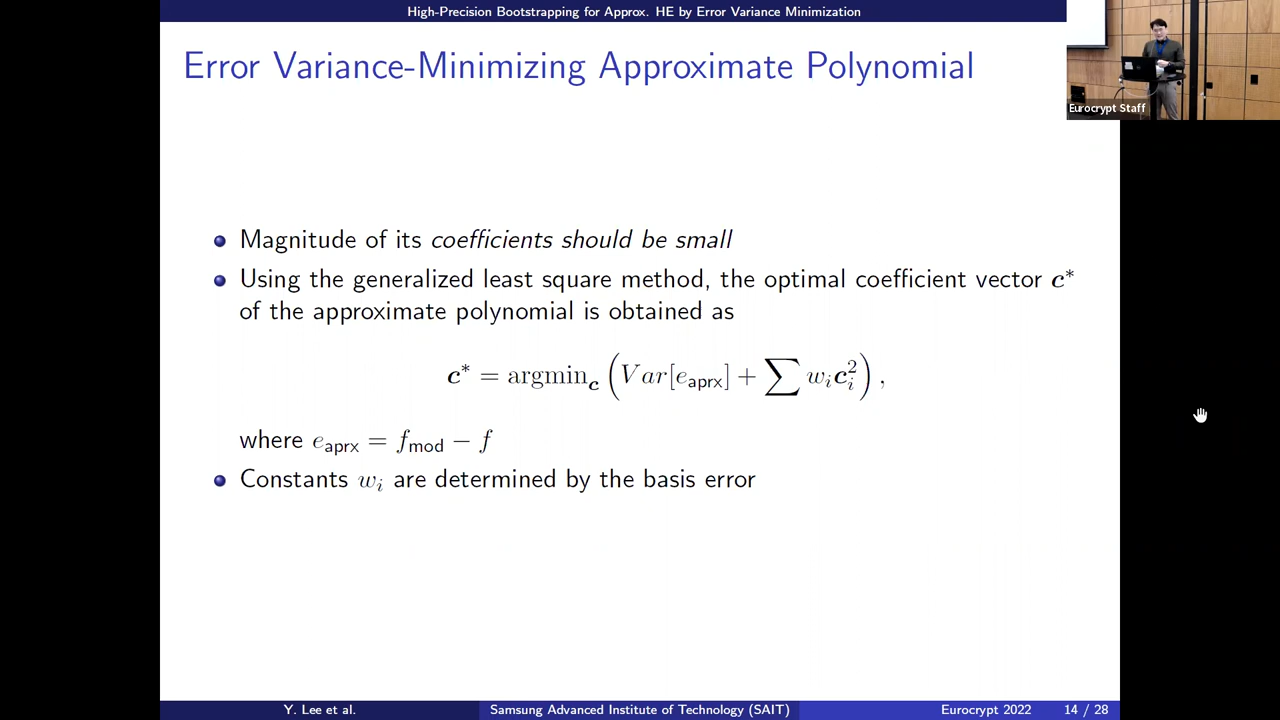 High-Precision Bootstrapping for Approx. HE by Error Variance Minimization
Error Variance-Minimizing Approximate Polynomial
Eurocrypt Staff
Magnitude of its coefficients should be small
Using the generalized least square method, the optimal coefficient vector c*
of the approximate polynomial is obtained as
c* = argmin_c (Var[e_aprx] + ∑ w_i c_i^2),
where e_aprx = f_mod − f
Constants w_i are determined by the basis error
Y. Lee et al. Samsung Advanced Institute of Technology (SAIT) Eurocrypt 2022 14 / 28